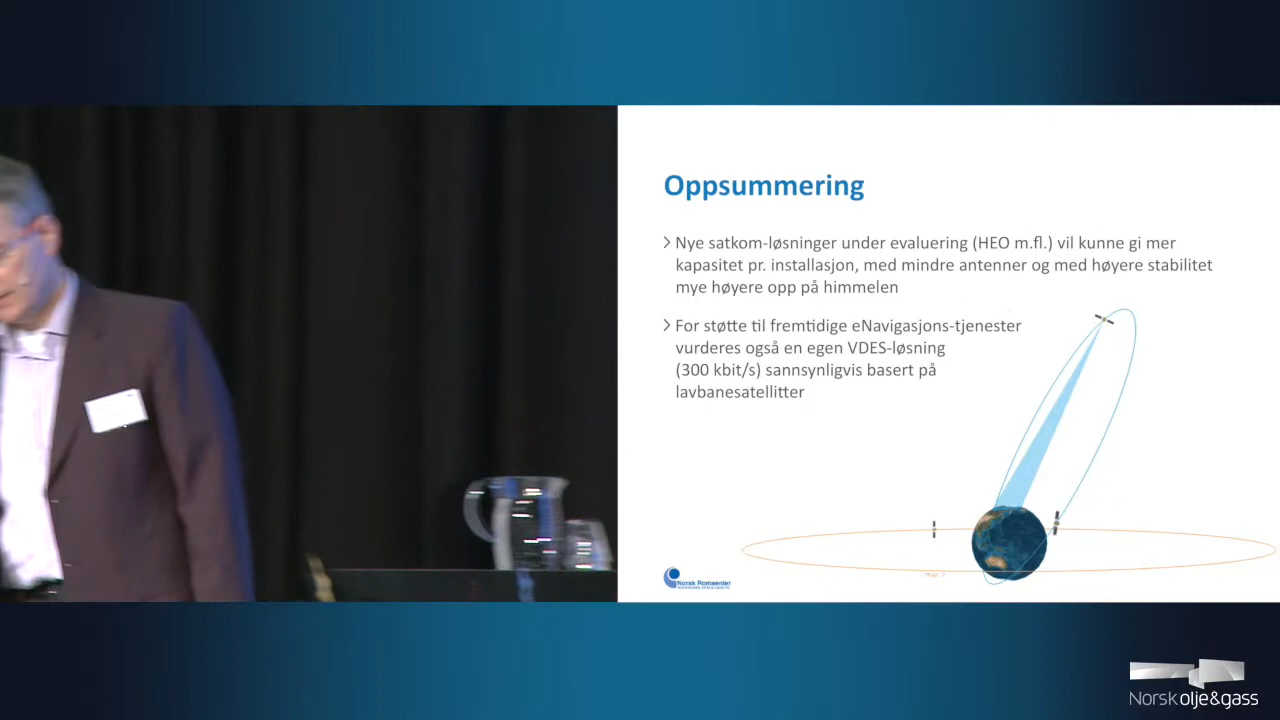 Oppsummering
Nye satkom-løsninger under evaluering (HEO m.fl.) vil kunne gi mer
kapasitet pr. installasjon, med mindre antenner og med høyere stabilitet
mye høyere opp på himmelen
For støtte til fremtidige eNavigasjons-tjenester
vurderes også en egen VDES-løsning
(300 kbit/s) sannsynligvis basert på
lavbanesatellitter
Norsk Romsenter
Norsk olje&gass